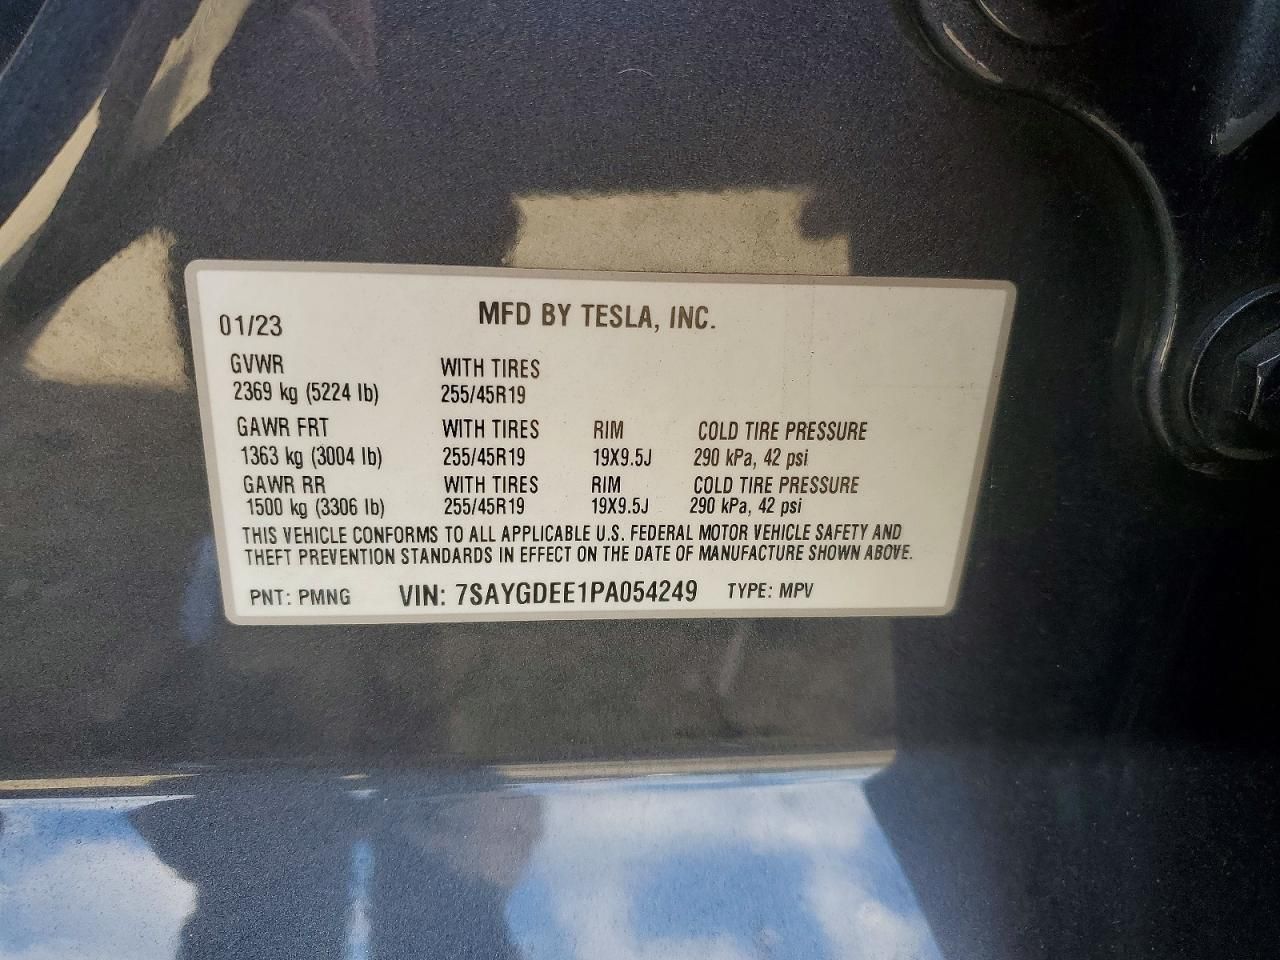 MFD BY TESLA, INC.
01/23
GVWR WITH TIRES
2369 kg (5224 lb) 255/45R19
GAWR FRT WITH TIRES RIM COLD TIRE PRESSURE
1363 kg (3004 lb) 255/45R19 19X9.5J 290 kPa, 42 psi
GAWR RR WITH TIRES RIM COLD TIRE PRESSURE
1500 kg (3306 lb) 255/45R19 19X9.5J 290 kPa, 42 psi
THIS VEHICLE CONFORMS TO ALL APPLICABLE U.S. FEDERAL MOTOR VEHICLE SAFETY AND
THEFT PREVENTION STANDARDS IN EFFECT ON THE DATE OF MANUFACTURE SHOWN ABOVE.
PNT: PMNG VIN: 7SAYGDEE1PA054249 TYPE: MPV